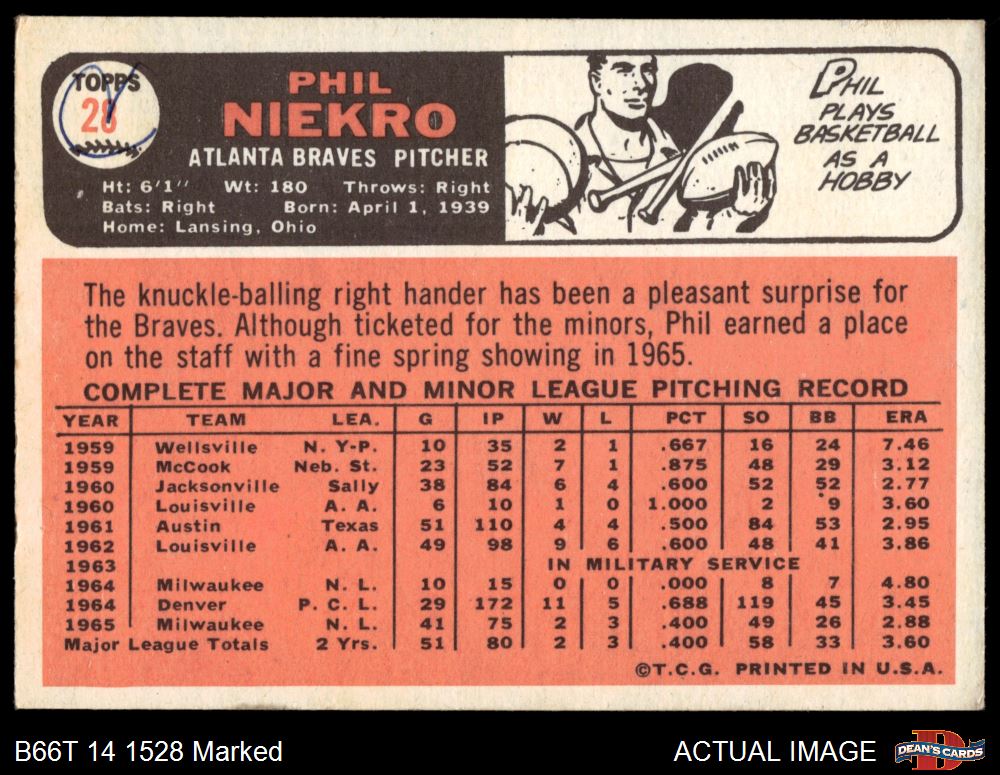 TOPPS
28
PHIL
NIEKRO
ATLANTA BRAVES PITCHER
Ht: 6'1" Wt: 180 Throws: Right
Bats: Right Born: April 1, 1939
Home: Lansing, Ohio
PHIL
PLAYS
BASKETBALL
AS A
HOBBY
The knuckle-balling right hander has been a pleasant surprise for
the Braves. Although ticketed for the minors, Phil earned a place
on the staff with a fine spring showing in 1965.
COMPLETE MAJOR AND MINOR LEAGUE PITCHING RECORD
YEAR TEAM LEA. G IP W L PCT SO BB ERA
1959 Wellsville N. Y-P. 10 35 2 1 .667 16 24 7.46
1959 McCook Neb. St. 23 52 7 1 .875 48 29 3.12
1960 Jacksonville Sally 38 84 6 4 .600 52 52 2.77
1960 Louisville A. A. 6 10 1 0 1.000 2 9 3.60
1961 Austin Texas 51 110 4 4 .500 84 53 2.95
1962 Louisville A. A. 49 98 9 6 .600 48 41 3.86
1963 IN MILITARY SERVICE
1964 Milwaukee N. L. 10 15 0 0 .000 8 7 4.80
1964 Denver P. C. L. 29 172 11 5 .688 119 45 3.45
1965 Milwaukee N. L. 41 75 2 3 .400 49 26 2.88
Major League Totals 2 Yrs. 51 80 2 3 .400 58 33 3.60
©T.C.G. PRINTED IN U.S.A.
B66T 14 1528 Marked
ACTUAL IMAGE
DEAN'S CARDS